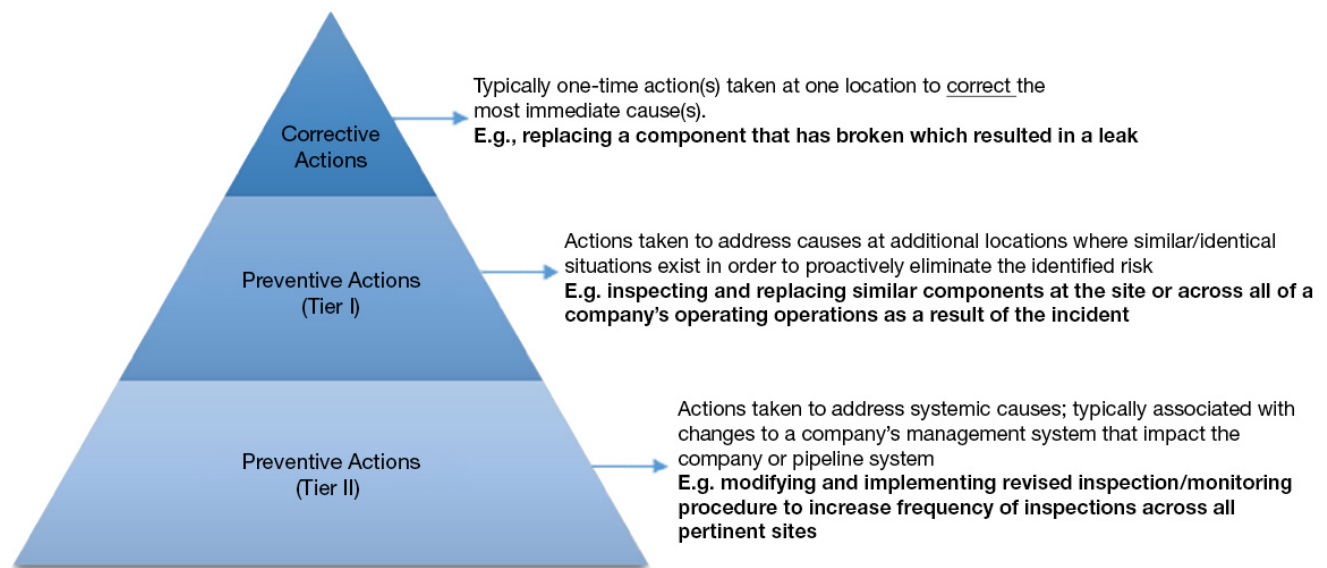 Corrective
Actions
Typically one-time action(s) taken at one location to correct the
most immediate cause(s).
E.g., replacing a component that has broken which resulted in a leak
Preventive Actions
(Tier I)
Actions taken to address causes at additional locations where similar/identical
situations exist in order to proactively eliminate the identified risk
E.g. inspecting and replacing similar components at the site or across all of a
company’s operating operations as a result of the incident
Preventive Actions
(Tier II)
Actions taken to address systemic causes; typically associated with
changes to a company’s management system that impact the
company or pipeline system
E.g. modifying and implementing revised inspection/monitoring
procedure to increase frequency of inspections across all
pertinent sites